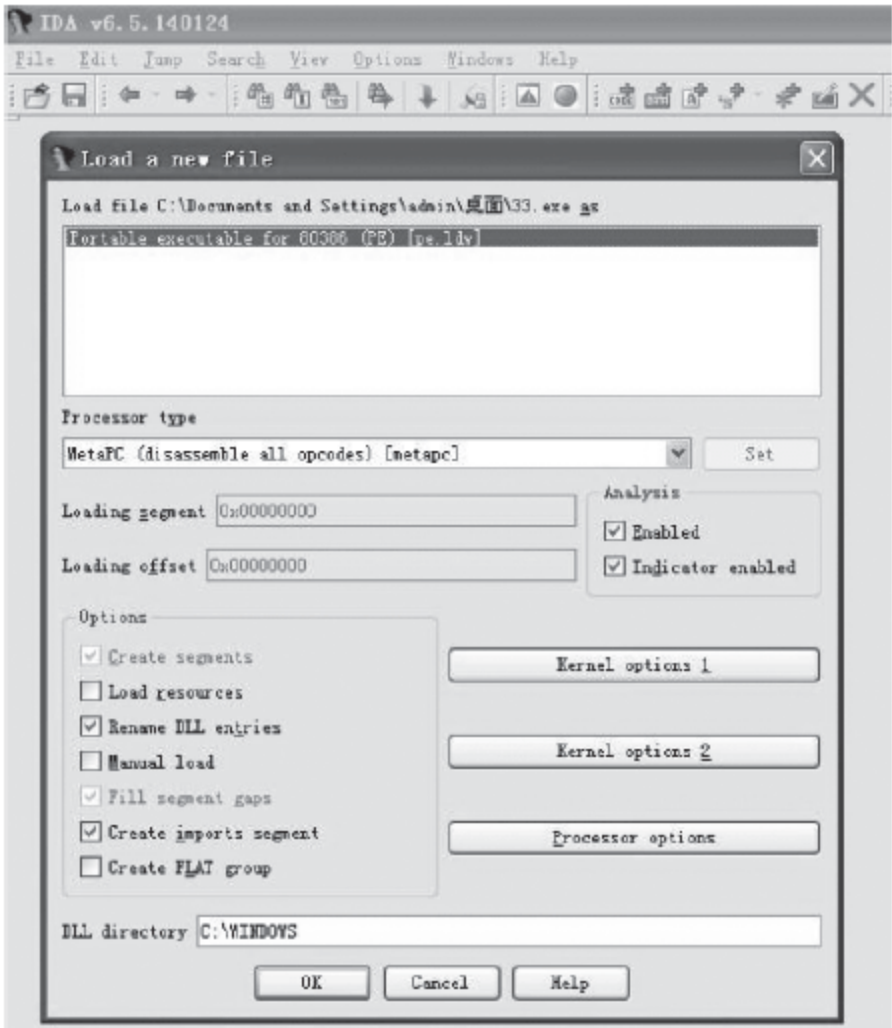 IDA v6.5.140124
File Edit Jump Search View Options Windows Help
Load a new file
Load file C:\Documents and Settings\admin\桌面\33.exe as
Portable executable for 80386 (PE) [pe.ldw]
Processor type
MetaPC (disassemble all opcodes) [metapc]
Set
Analysis
Loading segment 0x00000000
Enabled
Loading offset 0x00000000
Indicator enabled
Options
Create segments
Kernel options 1
Load resources
Rename DLL entries
Kernel options 2
Manual load
Fill segment gaps
Create imports segment
Processor options
Create FLAT group
DLL directory C:\WINDOWS
OK Cancel Help